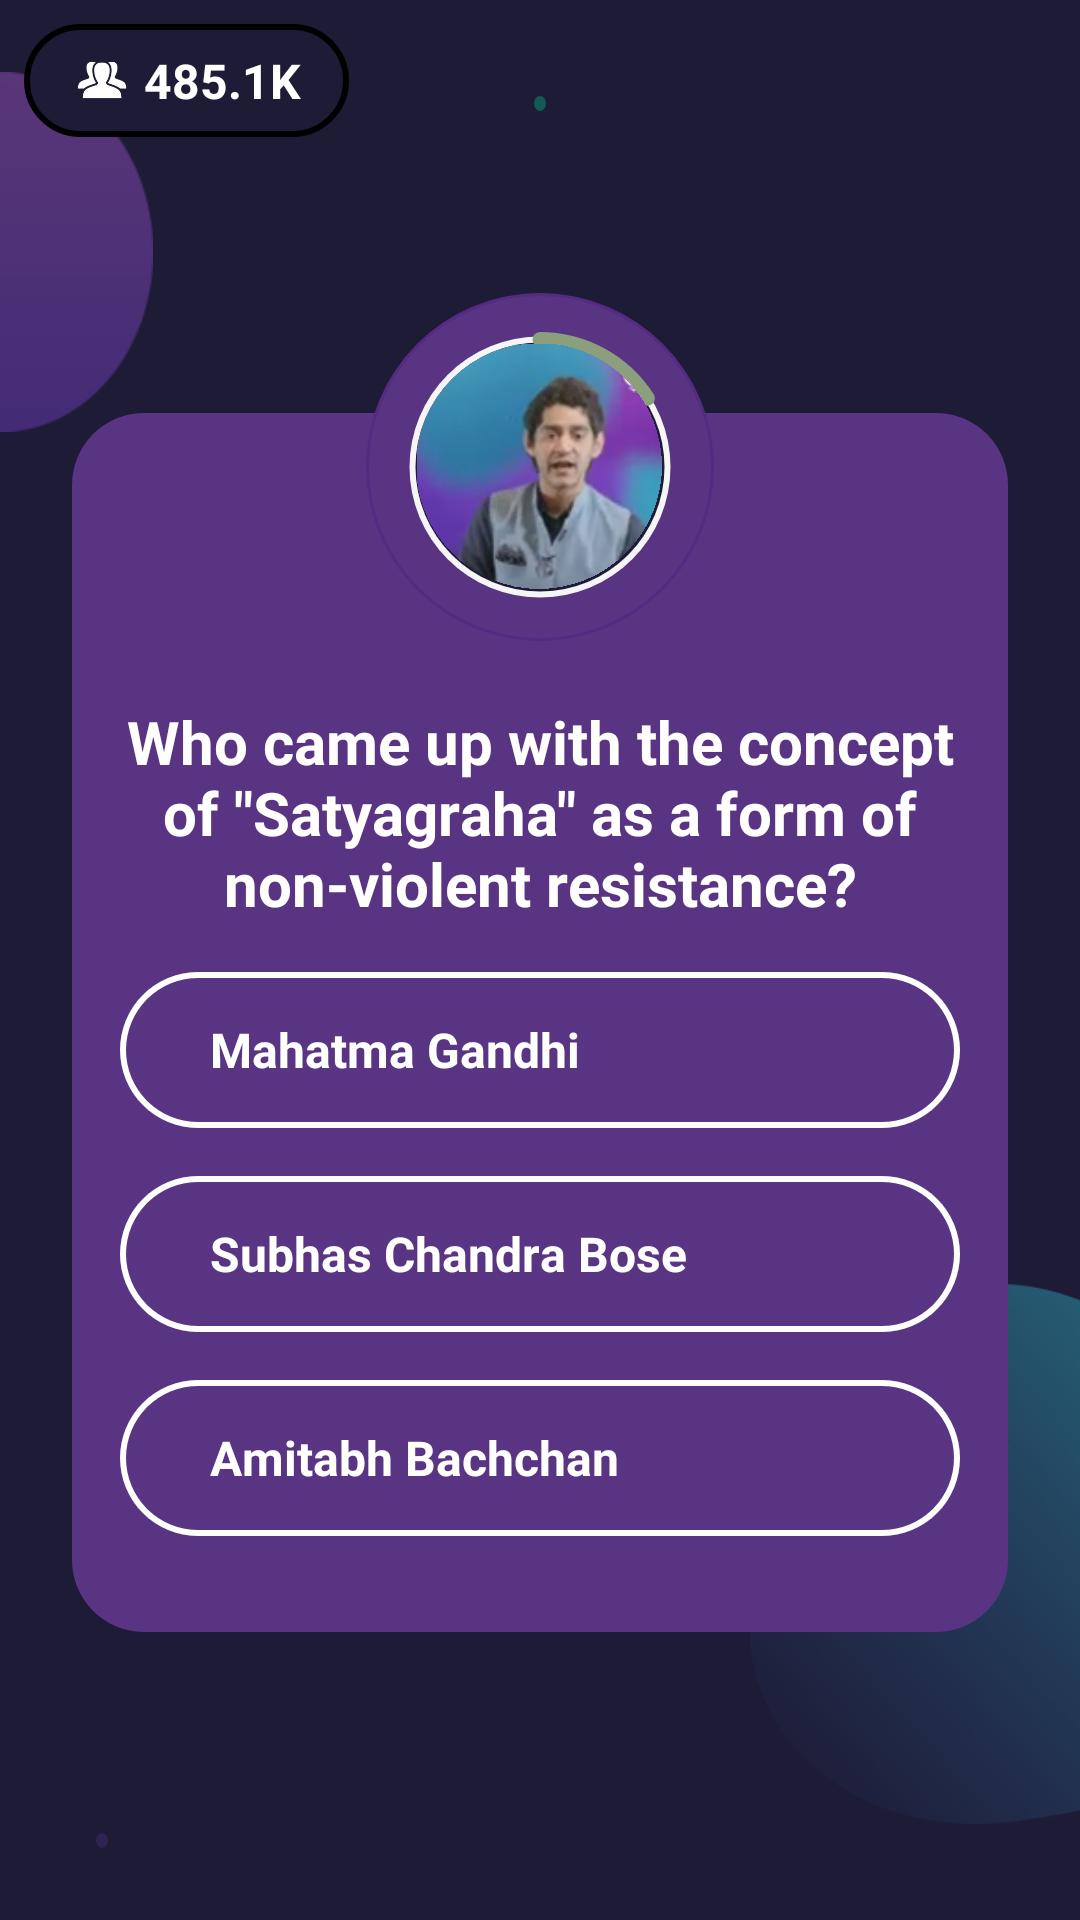 485.1K
Who came up with the concept
of "Satyagraha" as a form of
non-violent resistance?
Mahatma Gandhi
Subhas Chandra Bose
Amitabh Bachchan